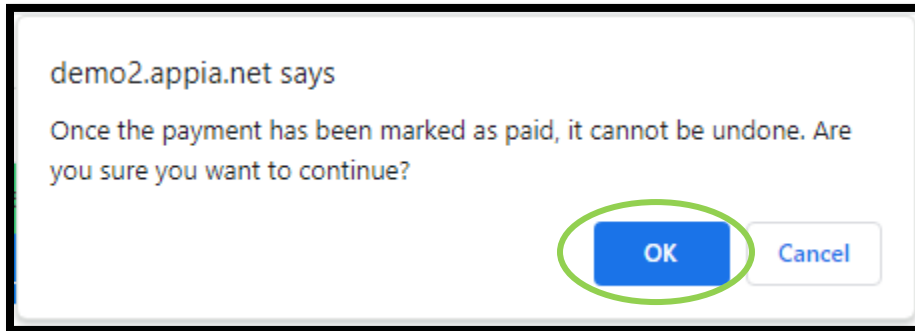 demo2.appia.net says
Once the payment has been marked as paid, it cannot be undone. Are
you sure you want to continue?
OK Cancel